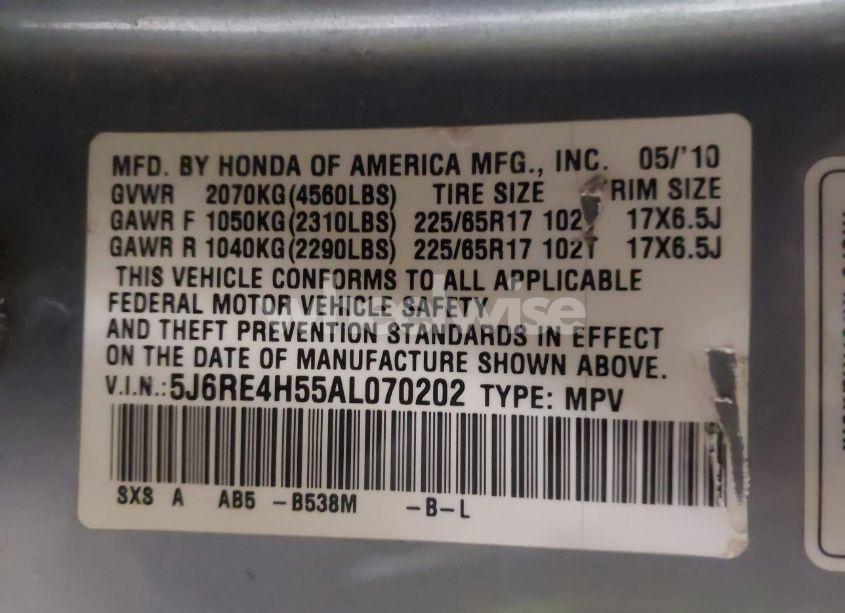 MFD. BY HONDA OF AMERICA MFG., INC. 05/'10
GVWR 2070KG(4560LBS) TIRE SIZE RIM SIZE
GAWR F 1050KG(2310LBS) 225/65R17 102 17X6.5J
GAWR R 1040KG(2290LBS) 225/65R17 102T 17X6.5J
THIS VEHICLE CONFORMS TO ALL APPLICABLE
FEDERAL MOTOR VEHICLE SAFETY
AND THEFT PREVENTION STANDARDS IN EFFECT
ON THE DATE OF MANUFACTURE SHOWN ABOVE.
V.I.N.: 5J6RE4H55AL070202 TYPE: MPV
SXS A AB5 -B538M -B-L